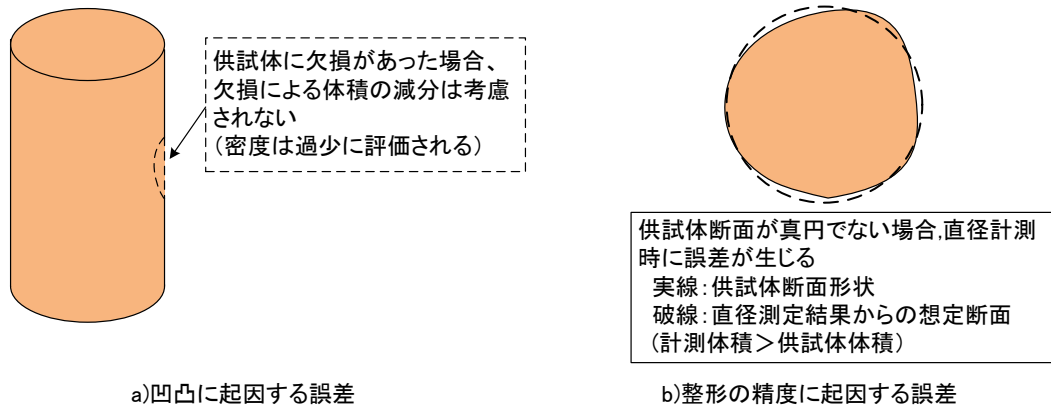 供試体に欠損があった場合、
欠損による体積の減分は考慮
されない
（密度は過少に評価される）
供試体断面が真円でない場合,直径計測
時に誤差が生じる
実線：供試体断面形状
破線：直径測定結果からの想定断面
（計測体積＞供試体体積）
a)凹凸に起因する誤差
b)整形の精度に起因する誤差